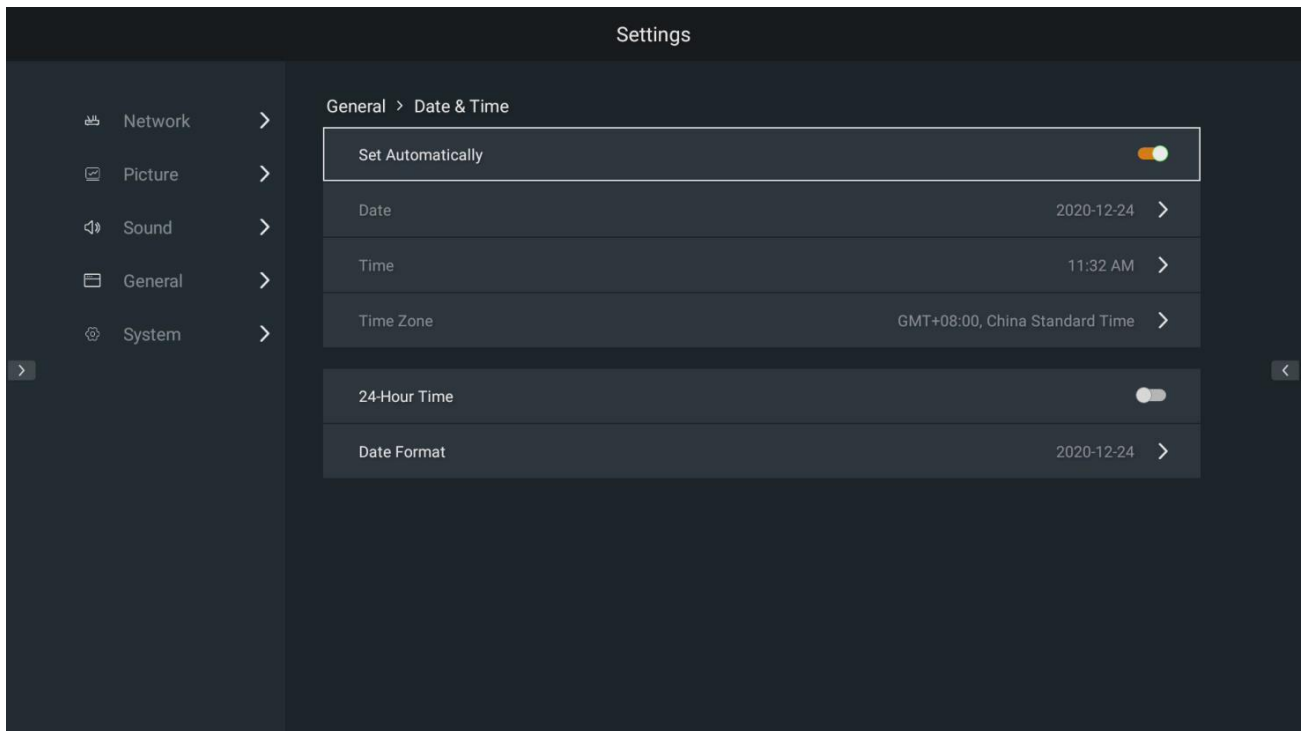 Settings
Network
Picture
Sound
General
System
General > Date & Time
Set Automatically
Date 2020-12-24
Time 11:32 AM
Time Zone GMT+08:00, China Standard Time
24-Hour Time
Date Format 2020-12-24